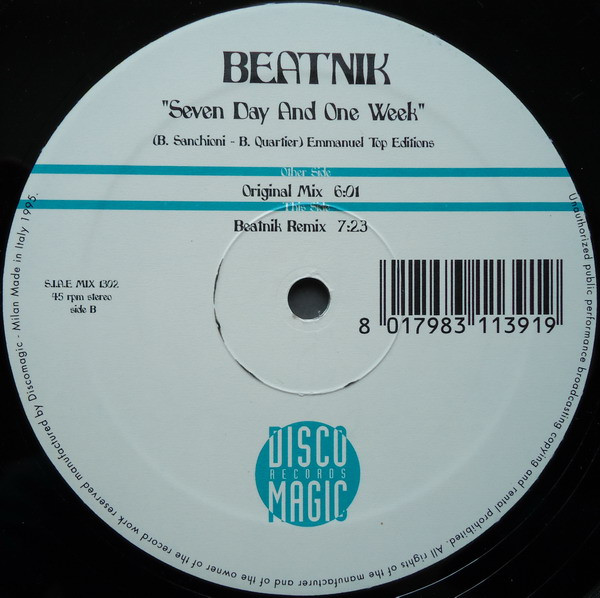 BEATNIK
"Seven Day And One Week"
(B. Sanchioni - B. Quartier) Emmanuel Top Editions
Other Side
Original Mix 6:01
This Side
Beatnik Remix 7:23
S.I.A.E MIX 1302
45 rpm stereo
side B
8 017983 113919
DISCO
RECORDS
MAGIC
Unauthorized public performance broadcasting copying and rental prohibited. All rights of the manufacturer and of the owner of the record work reserved manufactured by Discomagic - Milan Made in Italy 1995.